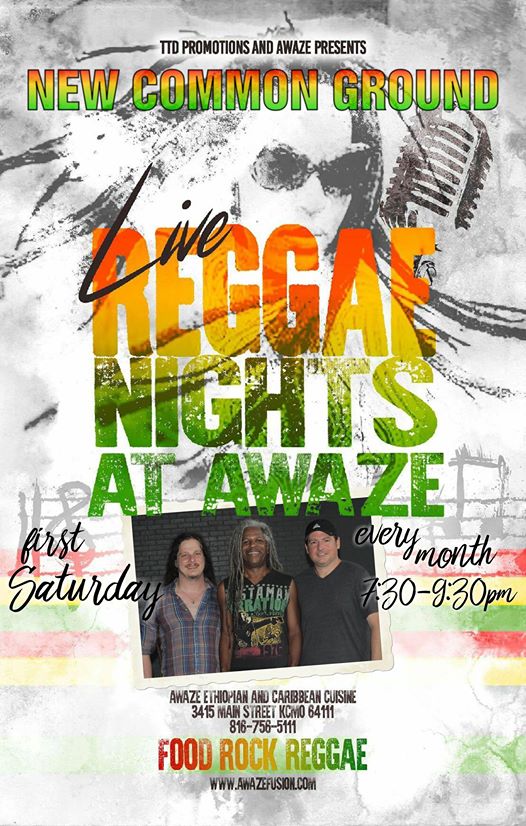 TTD PROMOTIONS AND AWAZE PRESENTS
NEW COMMON GROUND
Live
REGGAE
NIGHTS
AT AWAZE
first
Saturday
every
month
7:30-9:30pm
AWAZE ETHIOPIAN AND CARIBBEAN CUISINE
3415 MAIN STREET KCMO 64111
816-756-5111
FOOD ROCK REGGAE
WWW.AWAZEFUSION.COM